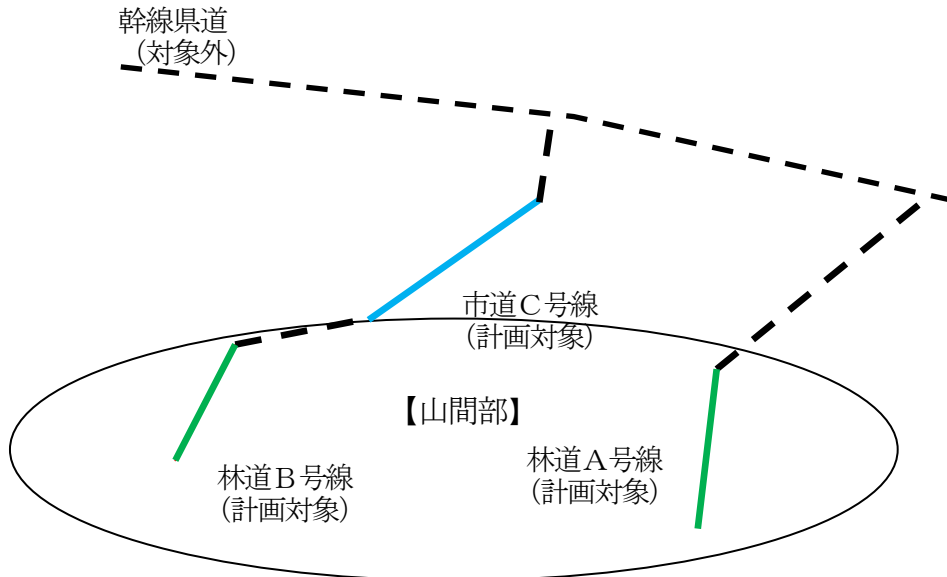 幹線県道
（対象外）
市道Ｃ号線
（計画対象）
【山間部】
林道Ｂ号線
（計画対象）
林道Ａ号線
（計画対象）